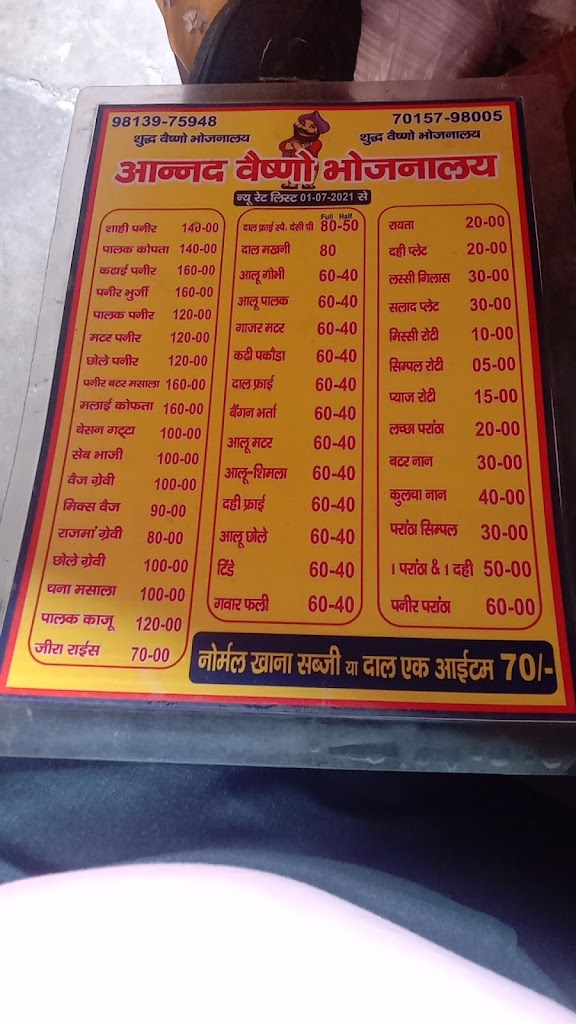 98139-75948
70157-98005
शुद्ध वैष्णो भोजनालय
शुद्ध वैष्णो भोजनालय
आन्नद वैष्णो भोजनालय
न्यू रेट लिस्ट 01-07-2021 से
शाही पनीर 140-00
पालक कोपता 140-00
कढाई पनीर 160-00
पनीर भुर्जी 160-00
पालक पनीर 120-00
मटर पनीर 120-00
छोले पनीर 120-00
पनीर बटर मसाला 160-00
मलाई कोफता 160-00
बेसन गट्टा 100-00
सेब भाजी 100-00
वैज ग्रेवी 100-00
मिक्स वैज 90-00
राजमां ग्रेवी 80-00
छोले ग्रेवी 100-00
चना मसाला 100-00
पालक काजू 120-00
जीरा राईस 70-00
Full Half
दाल फ्राई स्पै. देसी घी 80-50
दाल मखनी 80
आलू गोभी 60-40
आलू पालक 60-40
गाजर मटर 60-40
कढी पकौडा 60-40
दाल फ्राई 60-40
बैंगन भर्ता 60-40
आलू मटर 60-40
आलू-शिमला 60-40
दही फ्राई 60-40
आलू छोले 60-40
टिंडे 60-40
गवार फली 60-40
रायता 20-00
दही प्लेट 20-00
लस्सी गिलास 30-00
सलाद प्लेट 30-00
मिस्सी रोटी 10-00
सिम्पल रोटी 05-00
प्याज रोटी 15-00
लच्छा परांठा 20-00
बटर नान 30-00
कुलचा नान 40-00
परांठा सिम्पल 30-00
1 परांठा & 1 दही 50-00
पनीर परांठा 60-00
नोर्मल खाना सब्जी या दाल एक आईटम 70/-